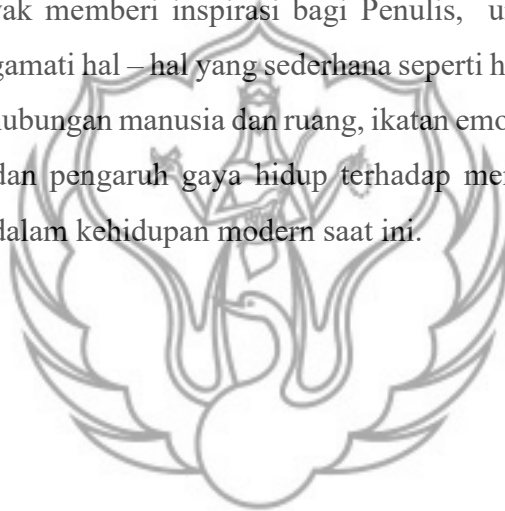 memberi inspirasi bagi Penulis,
hal – hal yang sederhana seperti
manusia dan ruang, ikatan
dan pengaruh gaya hidup terhadap
dalam kehidupan modern saat ini.